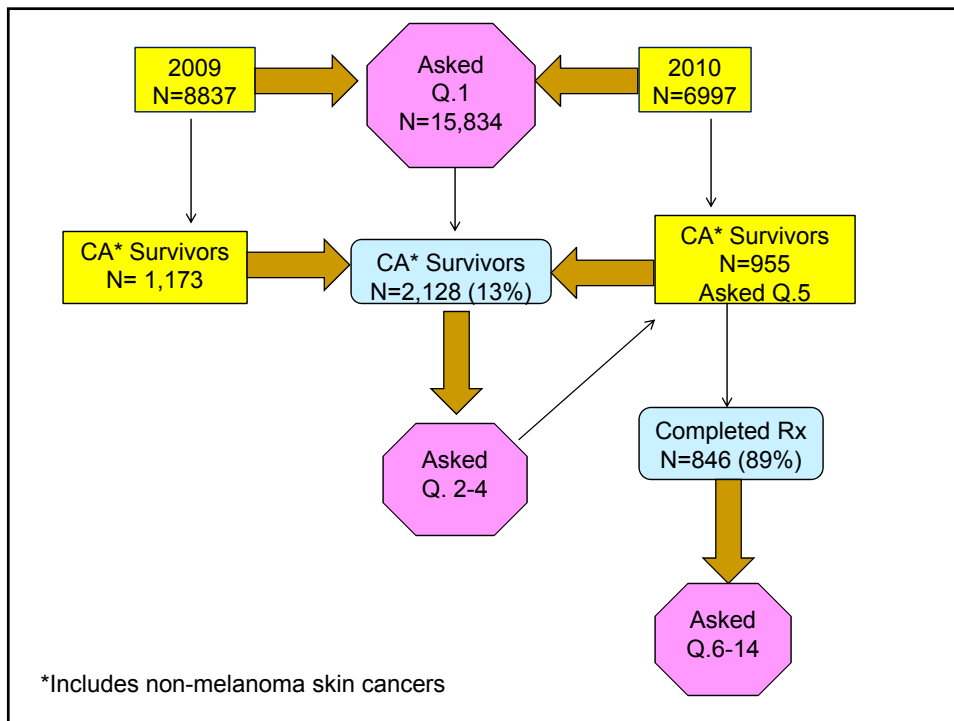 2009
N=8837
Asked
Q.1
N=15,834
2010
N=6997
CA* Survivors
N= 1,173
CA* Survivors
N=2,128 (13%)
CA* Survivors
N=955
Asked Q.5
Asked
Q. 2-4
Completed Rx
N=846 (89%)
Asked
Q.6-14
*Includes non-melanoma skin cancers